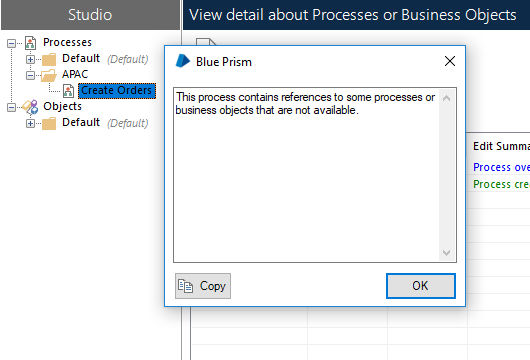 Studio
View detail about Processes or Business Objects
Processes
Default (Default)
APAC
Create Orders
Objects
Default (Default)
Blue Prism
This process contains references to some processes or
business objects that are not available.
Copy
OK
Edit Summa
Process ove
Process cre